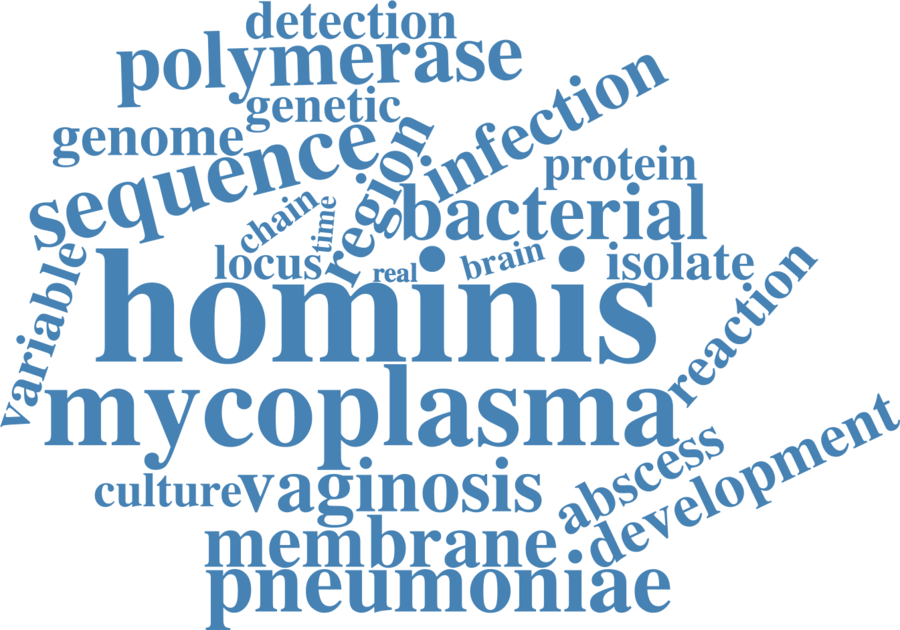 detection
polymerase
genetic
genome
sequence
region
infection
protein
chain
time
bacterial
variable
locus
real
brain
isolate
hominis
reaction
mycoplasma
culture
vaginosis
abscess
development
membrane
pneumoniae